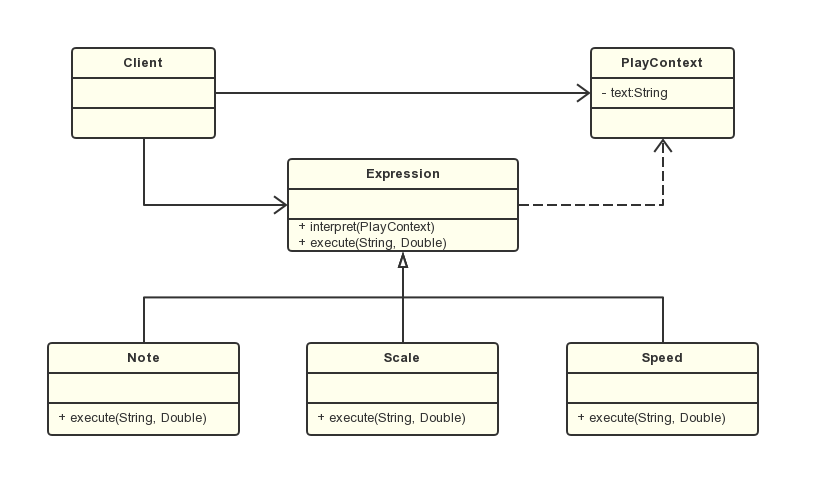 Client
PlayContext
- text:String
Expression
+ interpret(PlayContext)
+ execute(String, Double)
Note
+ execute(String, Double)
Scale
+ execute(String, Double)
Speed
+ execute(String, Double)